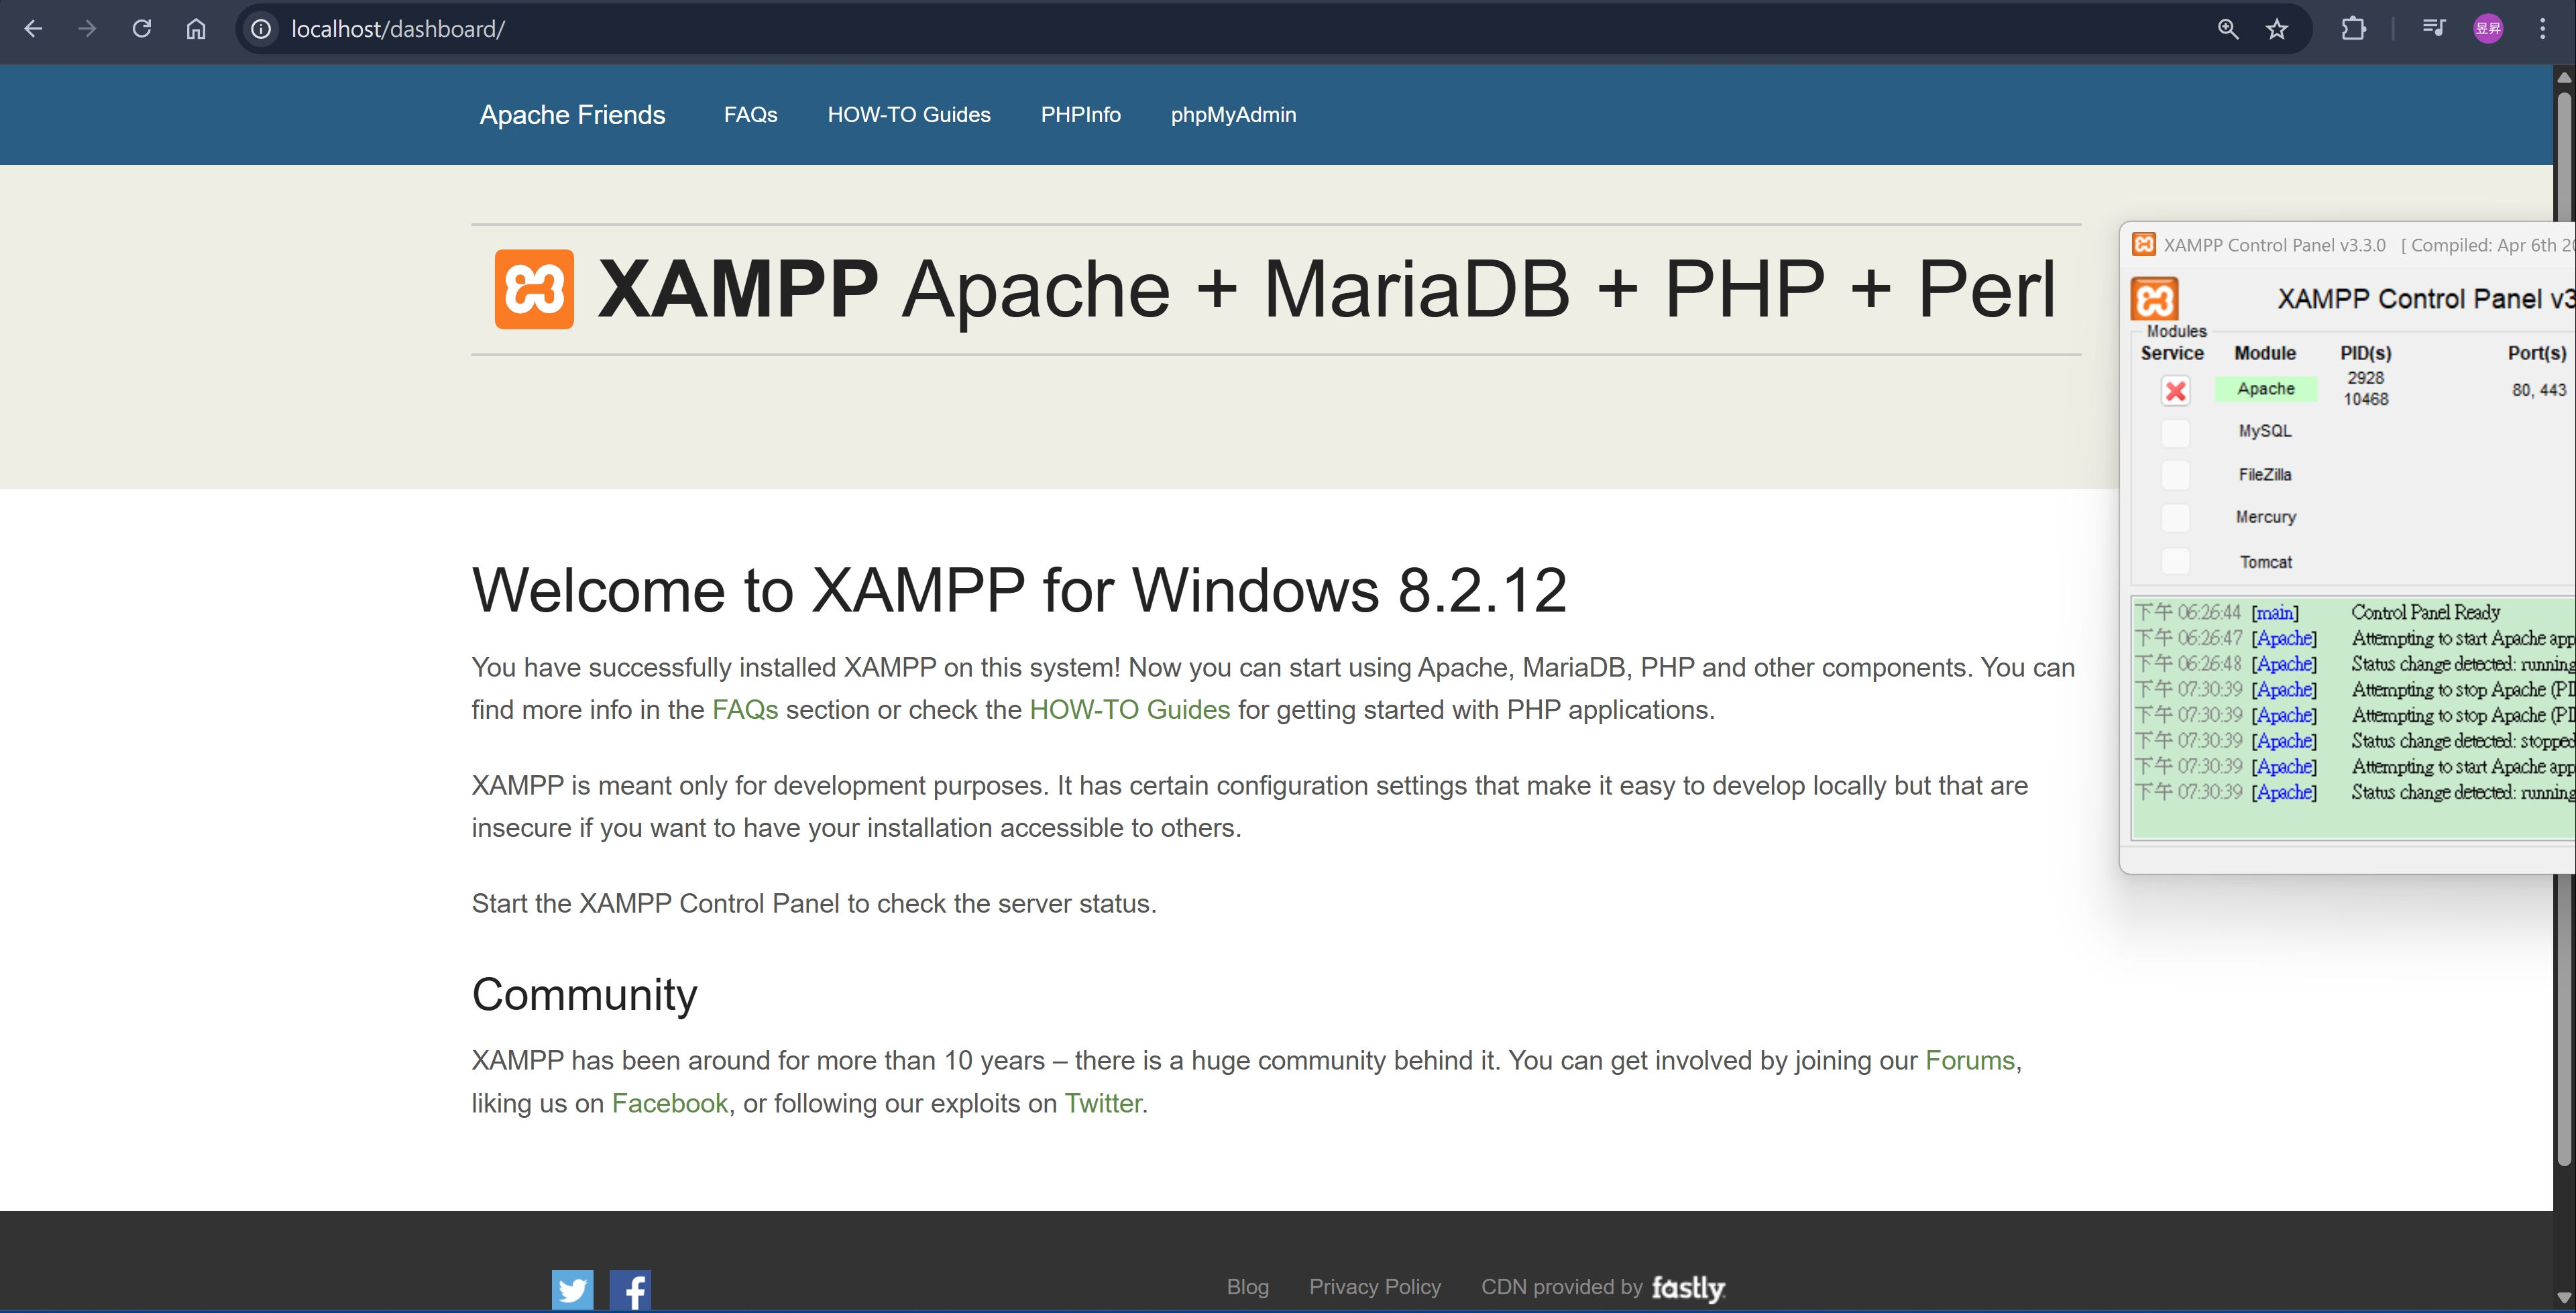 localhost/dashboard/
昱昇
Apache Friends FAQs HOW-TO Guides PHPInfo phpMyAdmin
XAMPP Apache + MariaDB + PHP + Perl
Welcome to XAMPP for Windows 8.2.12
You have successfully installed XAMPP on this system! Now you can start using Apache, MariaDB, PHP and other components. You can
find more info in the FAQs section or check the HOW-TO Guides for getting started with PHP applications.
XAMPP is meant only for development purposes. It has certain configuration settings that make it easy to develop locally but that are
insecure if you want to have your installation accessible to others.
Start the XAMPP Control Panel to check the server status.
Community
XAMPP has been around for more than 10 years – there is a huge community behind it. You can get involved by joining our Forums,
liking us on Facebook, or following our exploits on Twitter.
Blog Privacy Policy CDN provided by fastly
XAMPP Control Panel v3.3.0 [ Compiled: Apr 6th 20
XAMPP Control Panel v3
Modules
Service Module PID(s) Port(s)
Apache 2928 80, 443
10468
MySQL
FileZilla
Mercury
Tomcat
下午 06:26:44 [main] Control Panel Ready
下午 06:26:47 [Apache] Attempting to start Apache app
下午 06:26:48 [Apache] Status change detected: running
下午 07:30:39 [Apache] Attempting to stop Apache (PI
下午 07:30:39 [Apache] Attempting to stop Apache (PI
下午 07:30:39 [Apache] Status change detected: stopped
下午 07:30:39 [Apache] Attempting to start Apache app
下午 07:30:39 [Apache] Status change detected: running